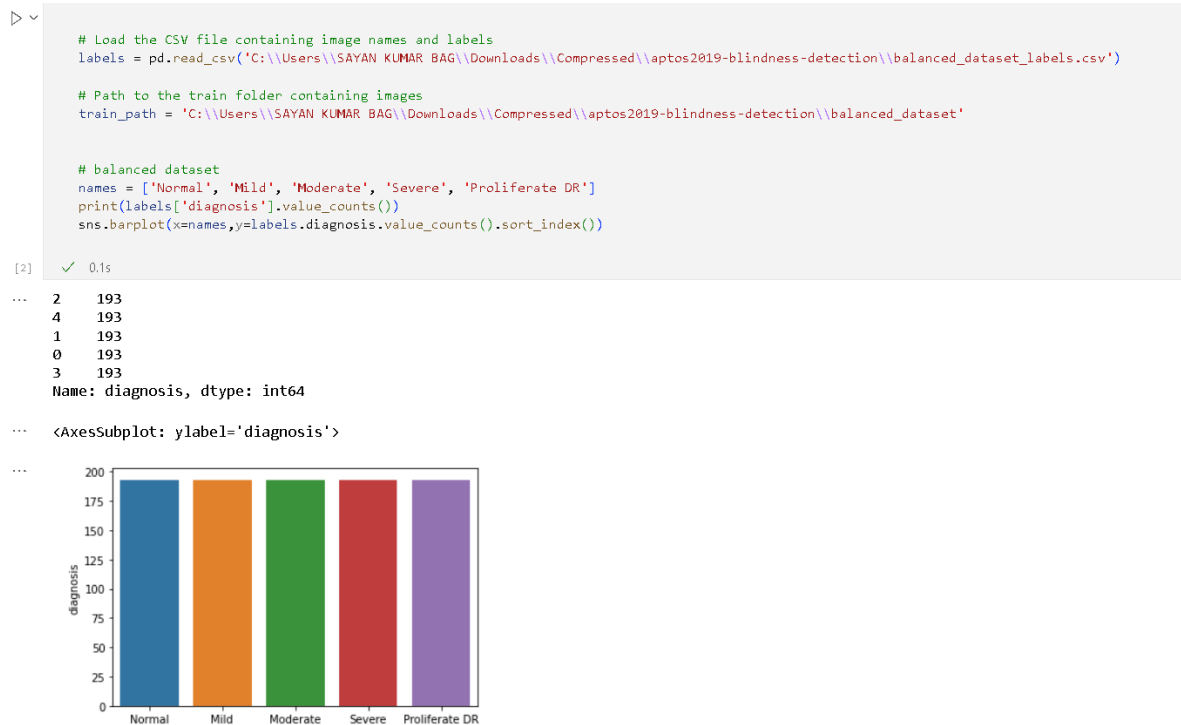 # Load the CSV file containing image names and labels
labels = pd.read_csv('C:\\Users\\SAYAN KUMAR BAG\\Downloads\\Compressed\\aptos2019-blindness-detection\\balanced_dataset_labels.csv')
# Path to the train folder containing images
train_path = 'C:\\Users\\SAYAN KUMAR BAG\\Downloads\\Compressed\\aptos2019-blindness-detection\\balanced_dataset'
# balanced dataset
names = ['Normal', 'Mild', 'Moderate', 'Severe', 'Proliferate DR']
print(labels['diagnosis'].value_counts())
sns.barplot(x=names,y=labels.diagnosis.value_counts().sort_index())
[2] ✓ 0.1s
... 2 193
4 193
1 193
0 193
3 193
Name: diagnosis, dtype: int64
... <AxesSubplot: ylabel='diagnosis'>
...
200
175
150
125
100
75
50
25
0
diagnosis
Normal Mild Moderate Severe Proliferate DR